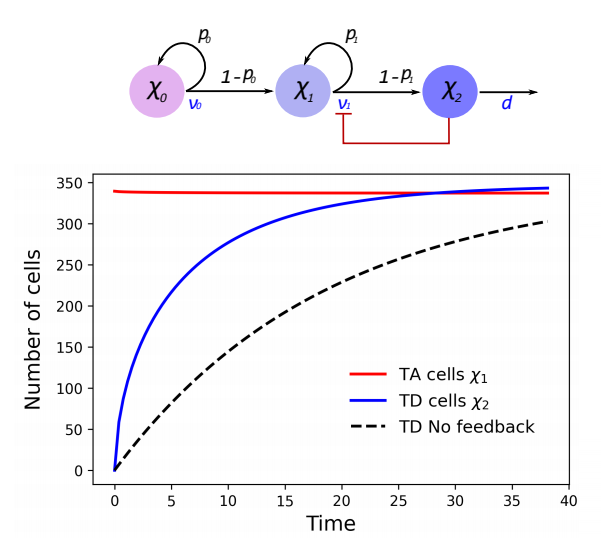 p₀ p₁
χ₀ 1-p₀ χ₁ 1-p₁ χ₂
ν₀ ν₁ d
350
300
250
200
150
100
50
0
Number of cells
TA cells χ₁
TD cells χ₂
TD No feedback
0 5 10 15 20 25 30 35 40
Time